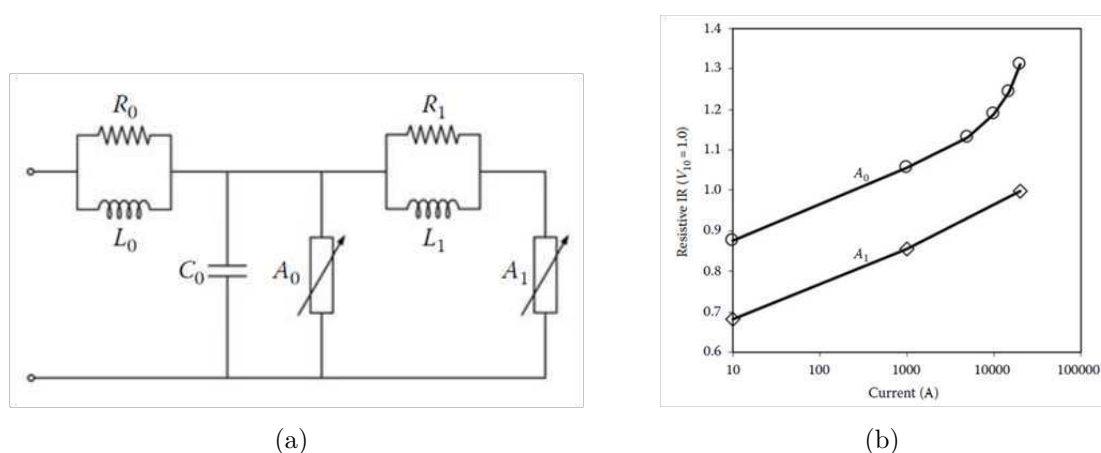 R₀
R₁
L₀
L₁
C₀
A₀
A₁
(a)
1.4
1.3
1.2
1.1
1.0
0.9
0.8
0.7
0.6
Resistive IR (V₁₀ = 1.0)
A₀
A₁
10
100
1000
10000
100000
Current (A)
(b)